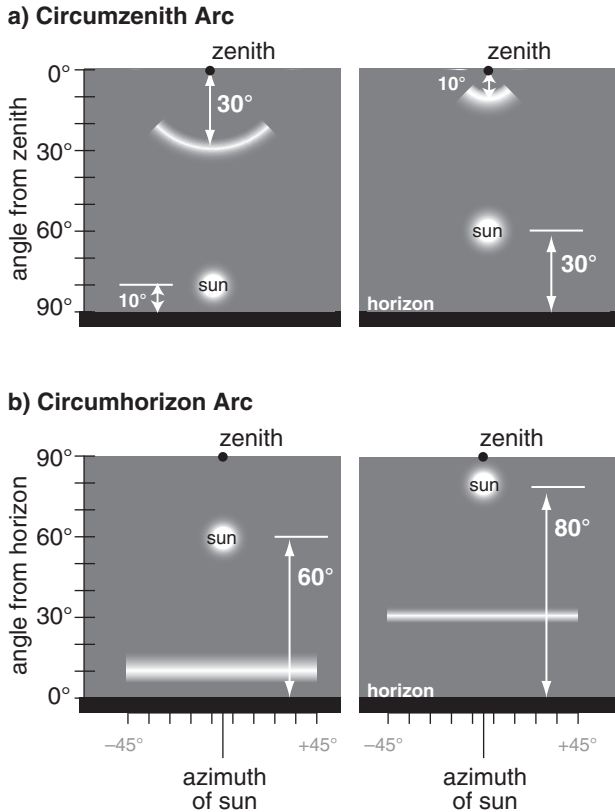 a) Circumzenith Arc
zenith
zenith
angle from zenith
0°
30°
60°
90°
30°
sun
10°
10°
sun
30°
horizon
b) Circumhorizon Arc
zenith
zenith
angle from horizon
90°
60°
30°
0°
sun
60°
sun
80°
horizon
–45°
+45°
–45°
+45°
azimuth
of sun
azimuth
of sun